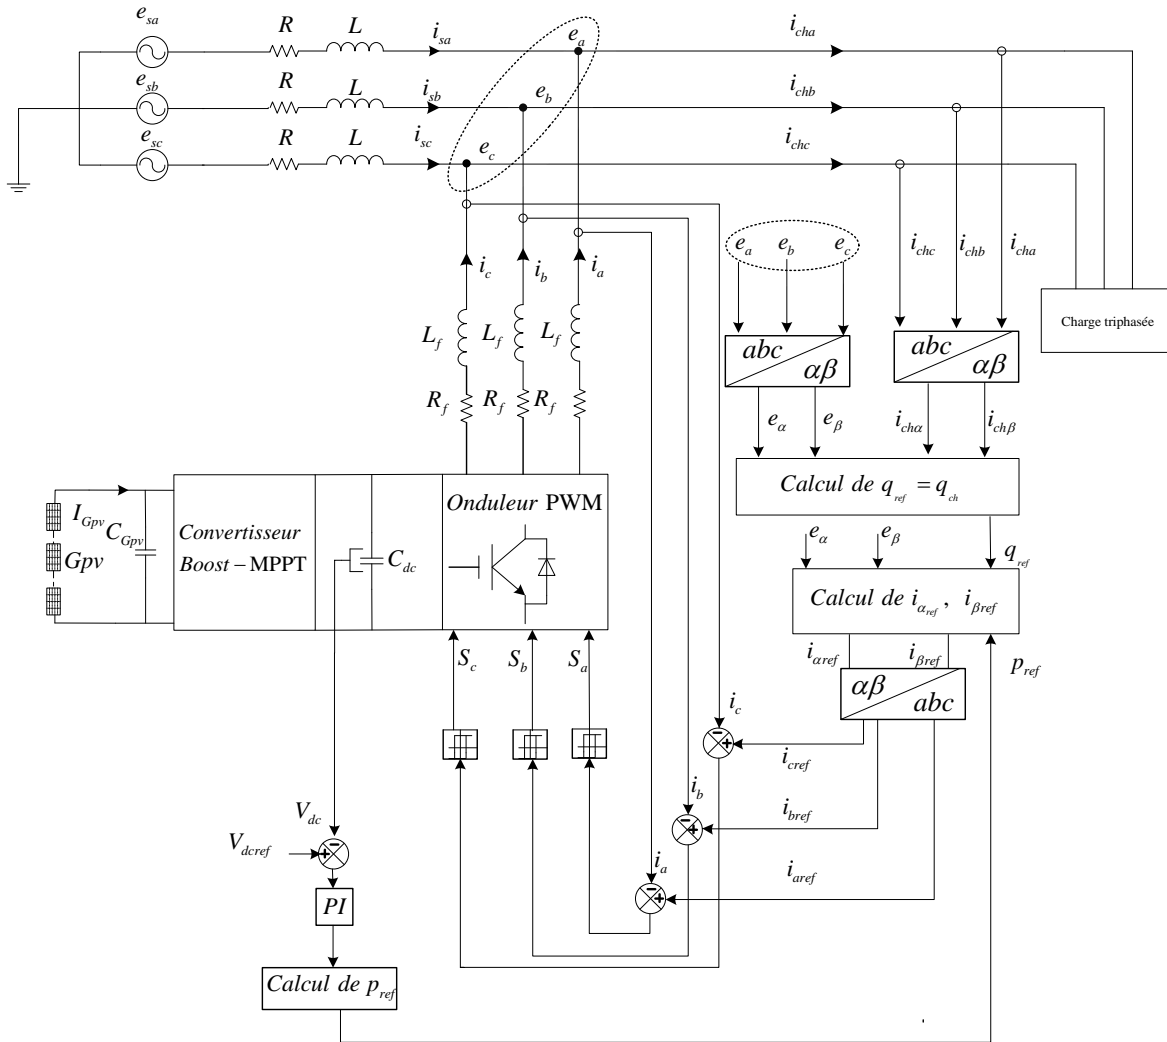 e_sa
R
L
i_sa
e_a
i_cha
e_sb
R
L
i_sb
e_b
i_chb
e_sc
R
L
i_sc
e_c
i_chc
e_a
e_b
e_c
i_chc
i_chb
i_cha
i_c
i_b
i_a
Charge triphasée
L_f
L_f
L_f
abc
αβ
abc
αβ
R_f
R_f
R_f
e_α
e_β
i_chα
i_chβ
Calcul de q_ref = q_ch
I_Gpv
C_Gpv
Gpv
Convertisseur
Boost – MPPT
C_dc
Onduleur PWM
e_α
e_β
q_ref
Calcul de i_α_ref , i_βref
S_c
S_b
S_a
i_αref
i_βref
p_ref
αβ
abc
i_c
i_cref
i_b
i_bref
i_a
i_aref
V_dc
V_dcref
PI
Calcul de p_ref